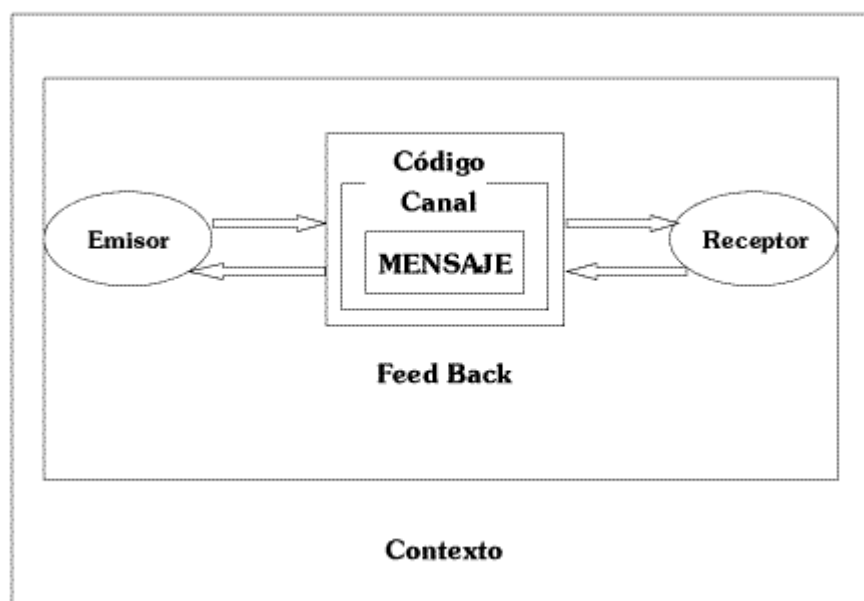 Código
Canal
Emisor
MENSAJE
Receptor
Feed Back
Contexto